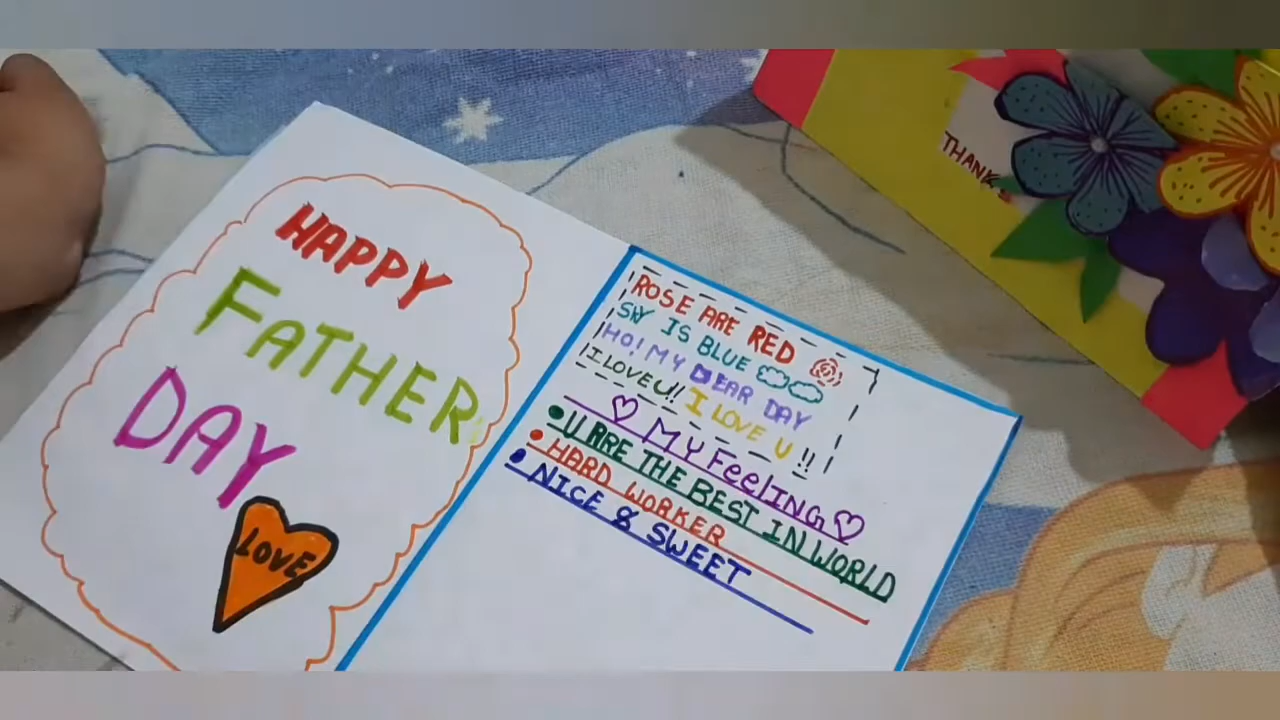 HAPPY
FATHER
DAY
LOVE
ROSE ARE RED
SKY IS BLUE
HO! MY DEAR DAY
I LOVE U!! I LOVE U !!
MY FeelING
U ARE THE BEST IN WORLD
HARD WORKER
NICE & SWEET
THANK